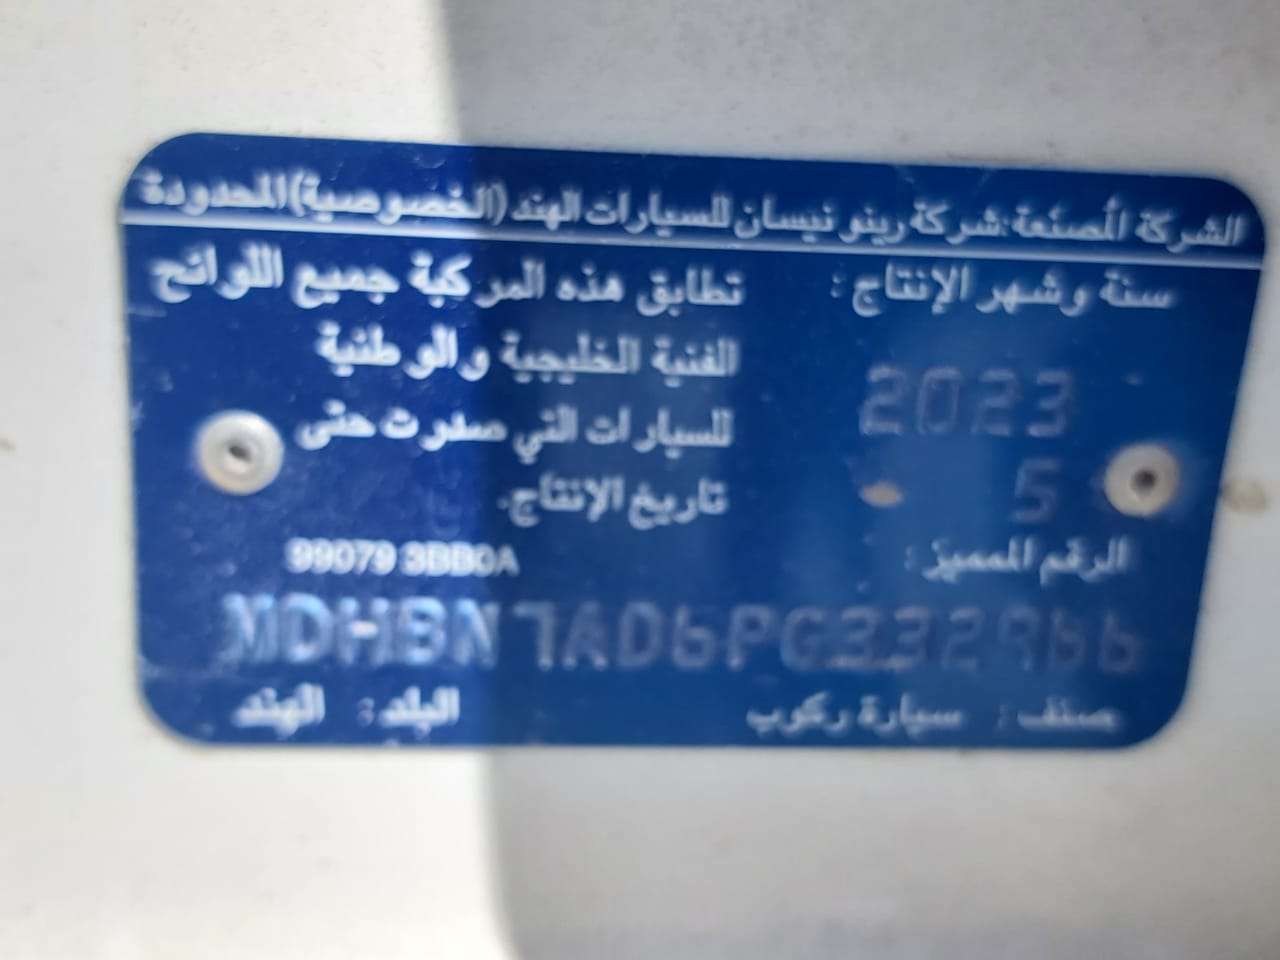 الشركة المصنعة: شركة رينو نيسان للسيارات الهند (الخصوصية) المحدودة
سنة وشهر الإنتاج :
2023
5
تطابق هذه المركبة جميع اللوائح
الفنية الخليجية والوطنية
للسيارات التي صدرت حتى
تاريخ الإنتاج.
الرقم المميز :
99079 3BB0A
MDHBN7AD6PG332966
صنف : سيارة ركوب
البلد : الهند